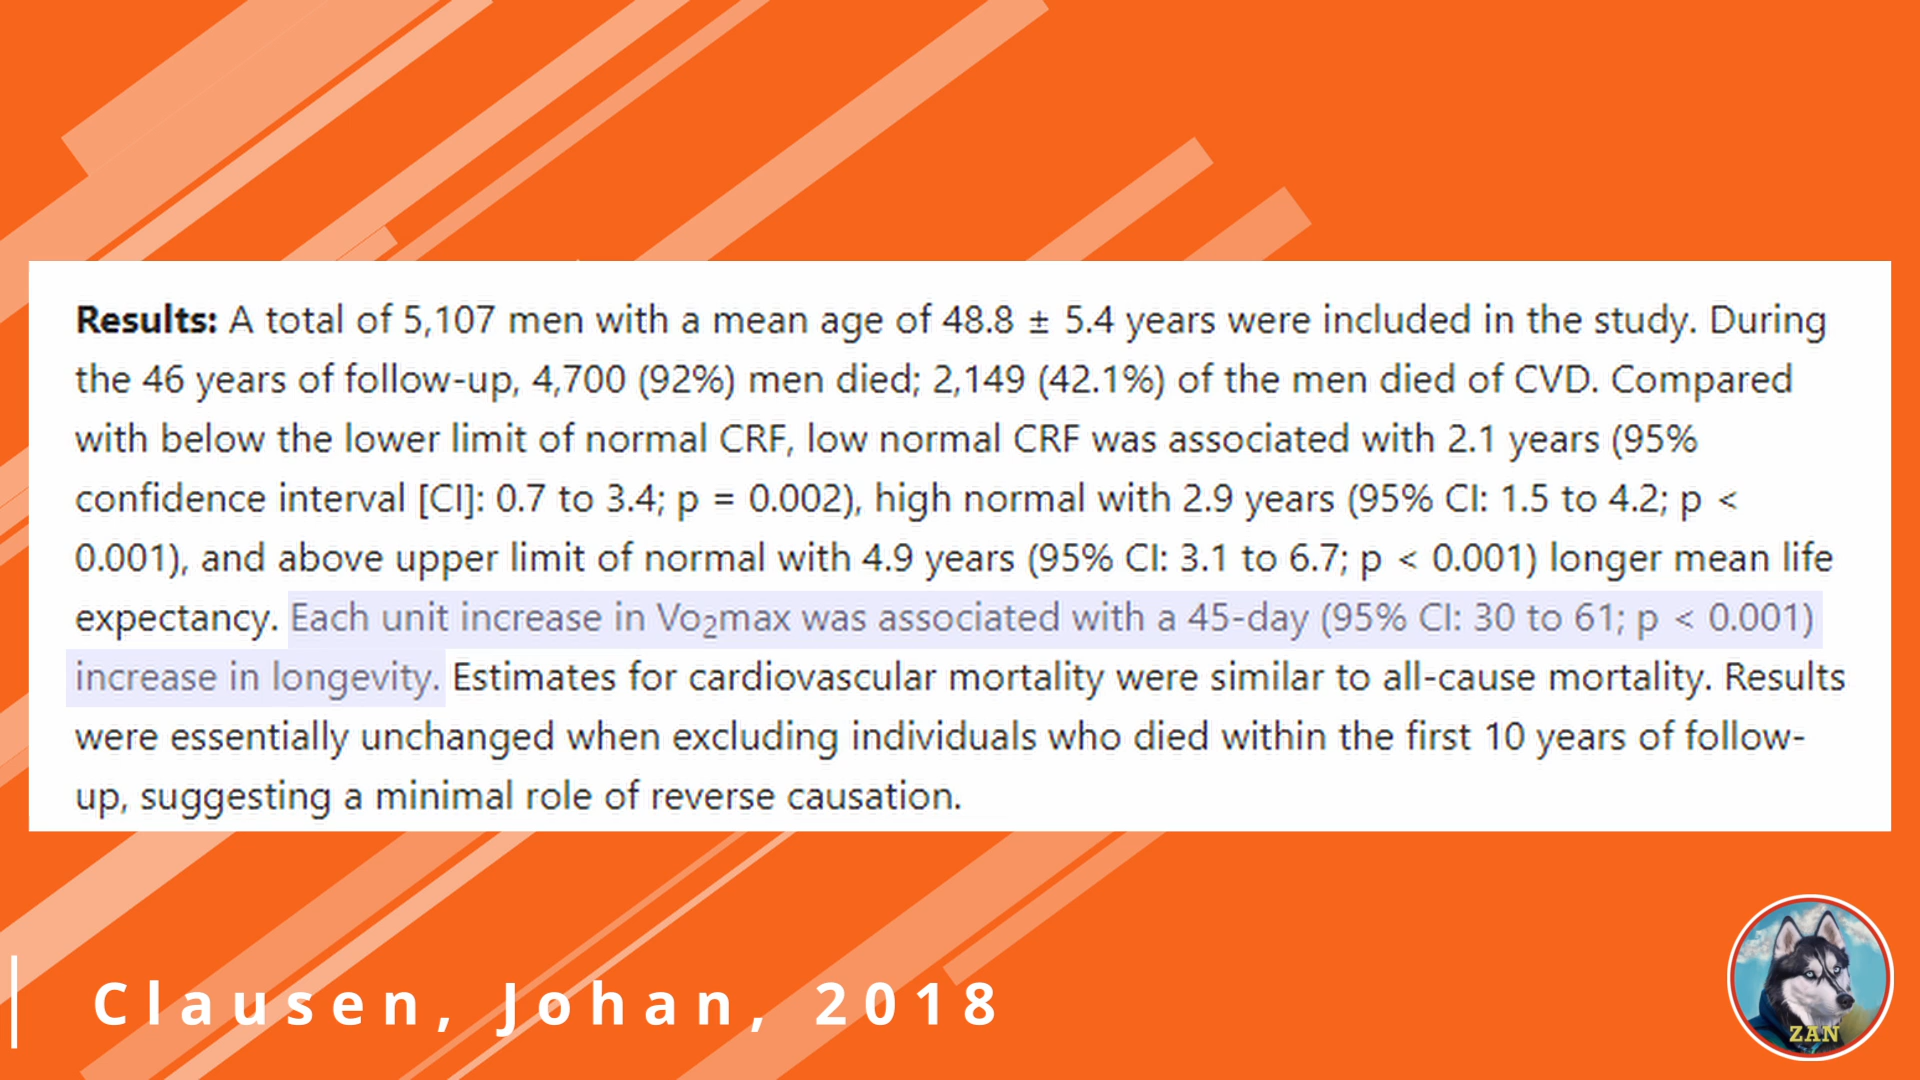 Results: A total of 5,107 men with a mean age of 48.8 ± 5.4 years were included in the study. During
the 46 years of follow-up, 4,700 (92%) men died; 2,149 (42.1%) of the men died of CVD. Compared
with below the lower limit of normal CRF, low normal CRF was associated with 2.1 years (95%
confidence interval [CI]: 0.7 to 3.4; p = 0.002), high normal with 2.9 years (95% CI: 1.5 to 4.2; p <
0.001), and above upper limit of normal with 4.9 years (95% CI: 3.1 to 6.7; p < 0.001) longer mean life
expectancy. Each unit increase in Vo₂max was associated with a 45-day (95% CI: 30 to 61; p < 0.001)
increase in longevity. Estimates for cardiovascular mortality were similar to all-cause mortality. Results
were essentially unchanged when excluding individuals who died within the first 10 years of follow-
up, suggesting a minimal role of reverse causation.
Clausen, Johan, 2018
ZAN